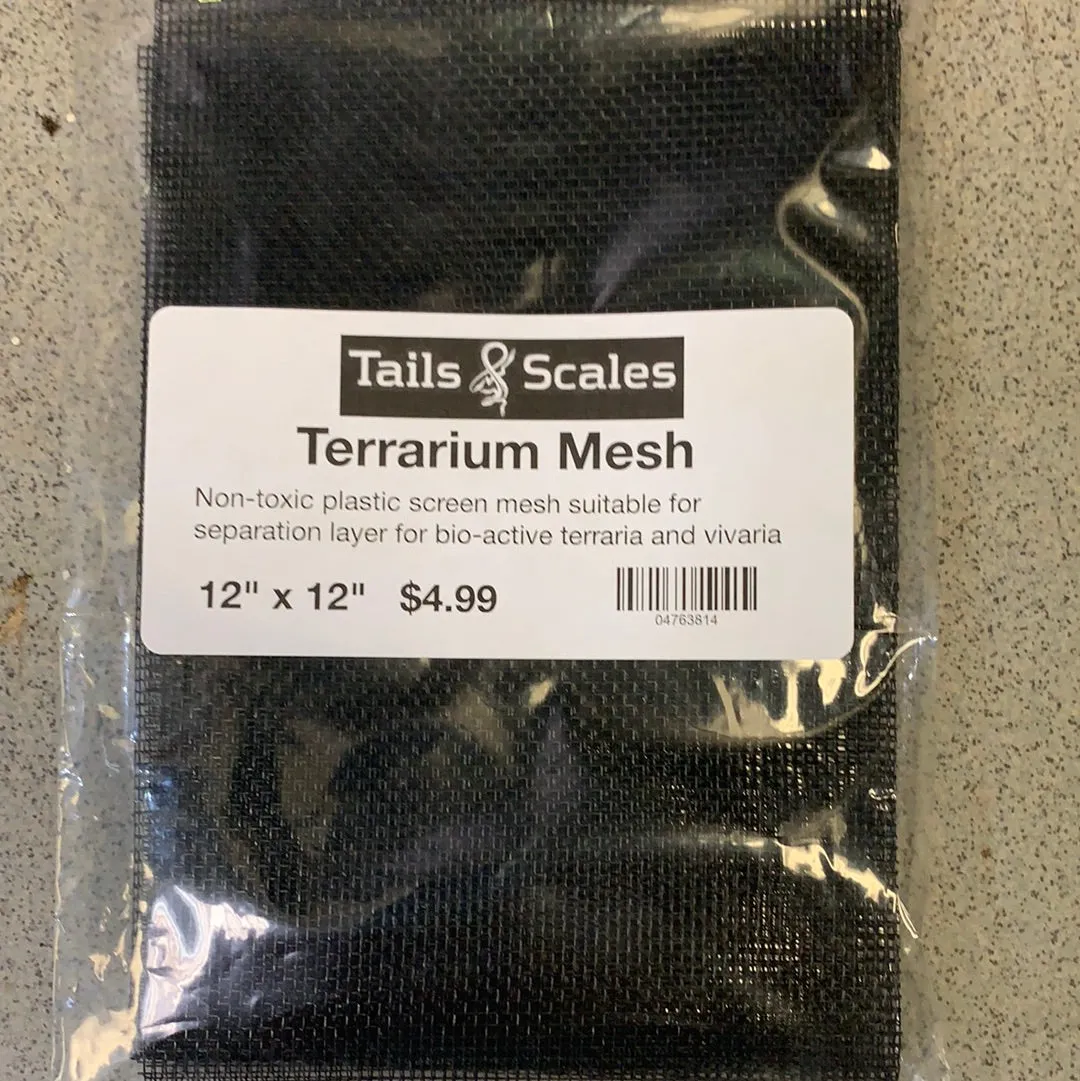 Tails & Scales
Terrarium Mesh
Non-toxic plastic screen mesh suitable for
separation layer for bio-active terraria and vivaria
12" x 12" $4.99
04763814